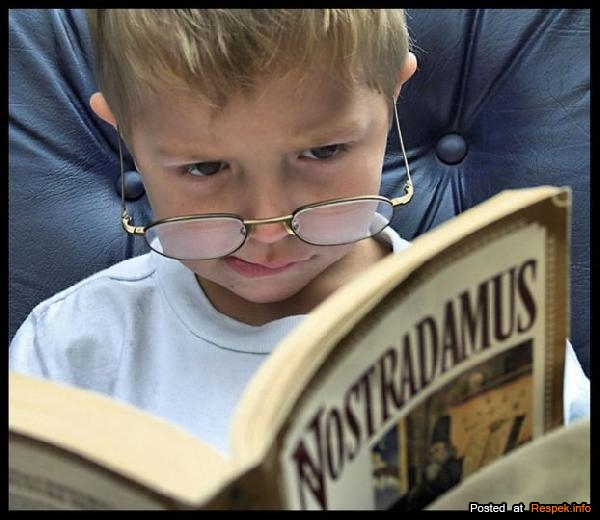 NOSTRADAMUS
Posted at Respek.info